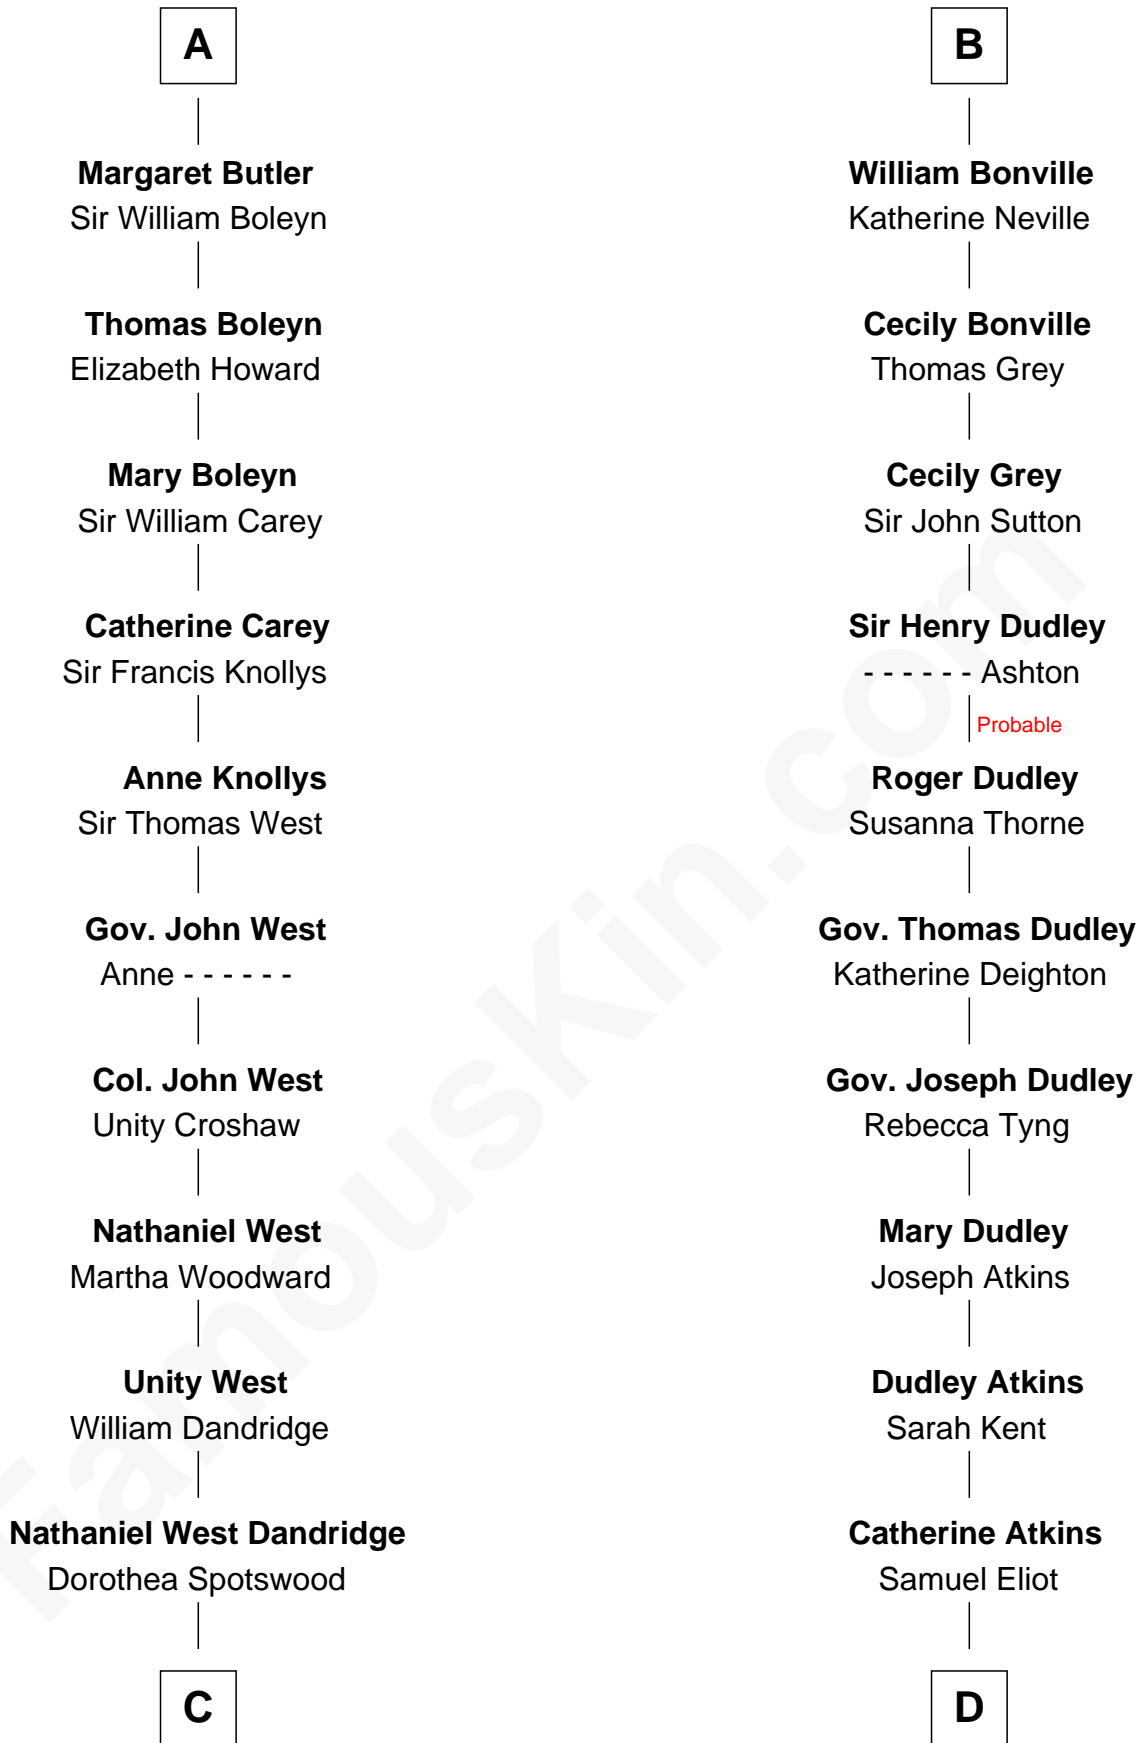 A
Margaret Butler
Sir William Boleyn
Thomas Boleyn
Elizabeth Howard
Mary Boleyn
Sir William Carey
Catherine Carey
Sir Francis Knollys
Anne Knollys
Sir Thomas West
Gov. John West
Anne - - - - - -
Col. John West
Unity Croshaw
Nathaniel West
Martha Woodward
Unity West
William Dandridge
Nathaniel West Dandridge
Dorothea Spotswood
C
B
William Bonville
Katherine Neville
Cecily Bonville
Thomas Grey
Cecily Grey
Sir John Sutton
Sir Henry Dudley
- - - - - - Ashton
Probable
Roger Dudley
Susanna Thorne
Gov. Thomas Dudley
Katherine Deighton
Gov. Joseph Dudley
Rebecca Tyng
Mary Dudley
Joseph Atkins
Dudley Atkins
Sarah Kent
Catherine Atkins
Samuel Eliot
D
FamousKin.com